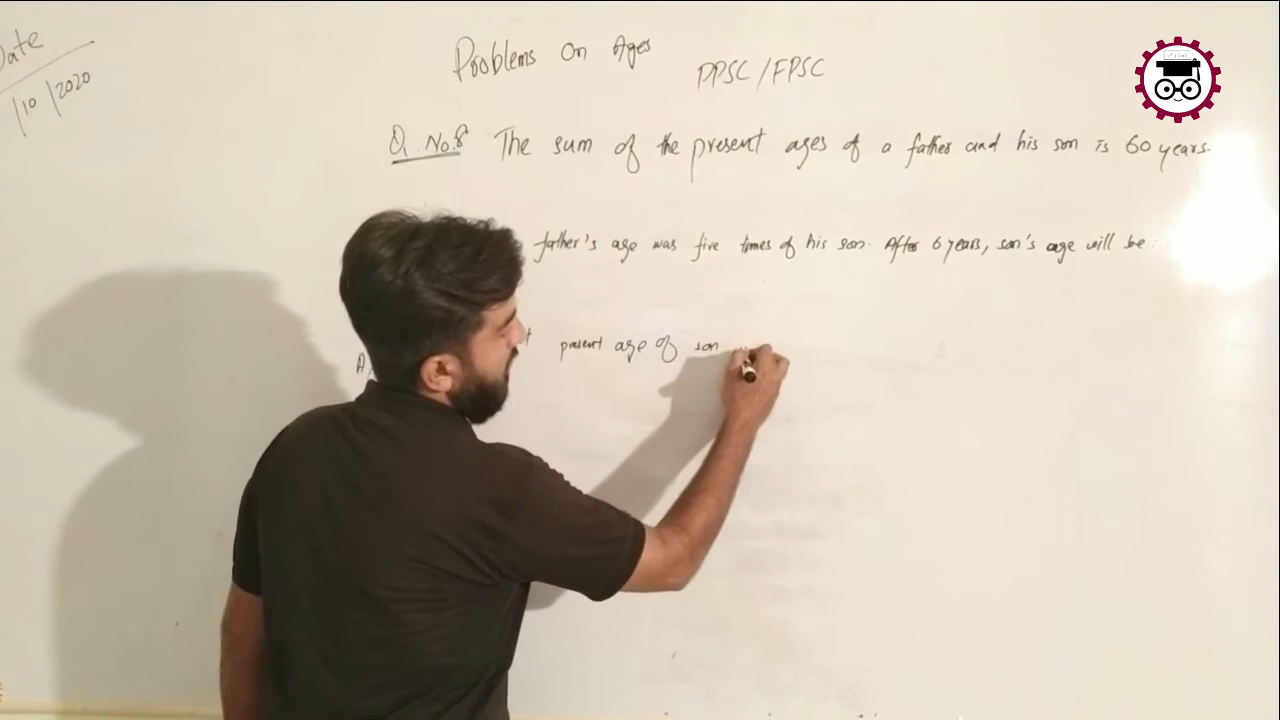 Date
/10/2020
Problems On Ages
PPSC/FPSC
Q. No.8 The sum of the present ages of a father and his son is 60 years.
father's age was five times of his son. After 6 years, son's age will be:
present age of son